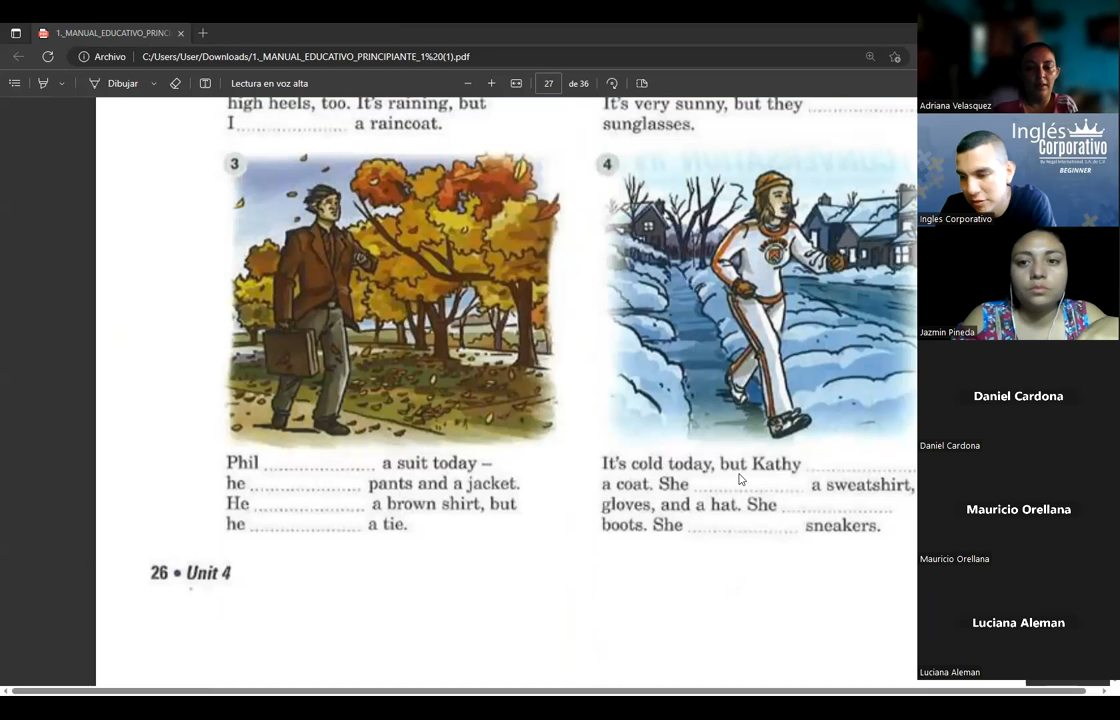 1._MANUAL_EDUCATIVO_PRINC
Archivo C:/Users/User/Downloads/1._MANUAL_EDUCATIVO_PRINCIPIANTE_1%20(1).pdf
Dibujar Lectura en voz alta 27 de 36
high heels, too. It's raining, but
I.................... a raincoat.
It's very sunny, but they ....................
sunglasses.
3
Phil .................... a suit today –
he .................... pants and a jacket.
He .................... a brown shirt, but
he .................... a tie.
4
It's cold today, but Kathy ....................
a coat. She .................... a sweatshirt,
gloves, and a hat. She ....................
boots. She .................... sneakers.
26 • Unit 4
Adriana Velasquez
Inglés
Corporativo
BEGINNER
Ingles Corporativo
Jazmin Pineda
Daniel Cardona
Daniel Cardona
Mauricio Orellana
Mauricio Orellana
Luciana Aleman
Luciana Aleman